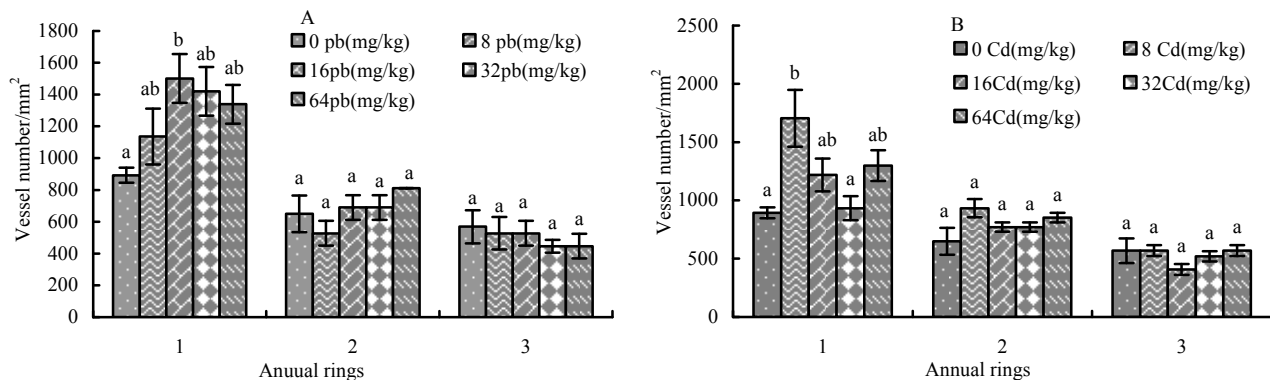 A
0 pb(mg/kg) 8 pb(mg/kg)
16pb(mg/kg) 32pb(mg/kg)
64pb(mg/kg)
Vessel number/mm²
1800
1600
1400
1200
1000
800
600
400
200
0
a ab b ab ab
a a a a a
a a a a a
1 2 3
Anuual rings
B
0 Cd(mg/kg) 8 Cd(mg/kg)
16Cd(mg/kg) 32Cd(mg/kg)
64Cd(mg/kg)
Vessel number/mm²
2500
2000
1500
1000
500
0
a b ab a ab
a a a a a
a a a a a
1 2 3
Annual rings